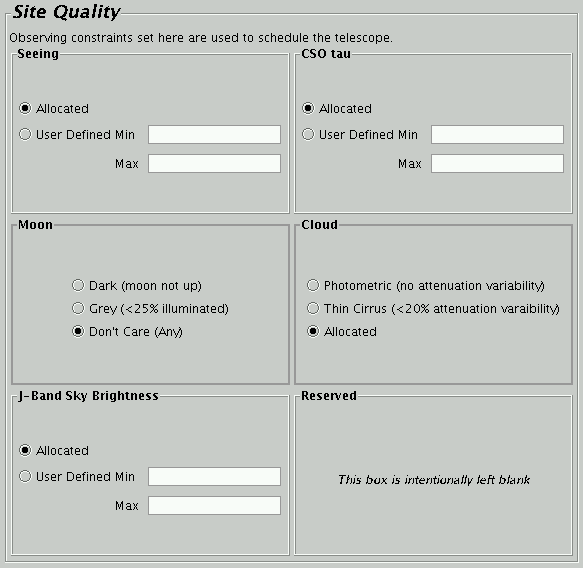 Site Quality
Observing constraints set here are used to schedule the telescope.
Seeing
Allocated
User Defined Min
Max
CSO tau
Allocated
User Defined Min
Max
Moon
Dark (moon not up)
Grey (<25% illuminated)
Don't Care (Any)
Cloud
Photometric (no attenuation variability)
Thin Cirrus (<20% attenuation varaibility)
Allocated
J-Band Sky Brightness
Allocated
User Defined Min
Max
Reserved
This box is intentionally left blank